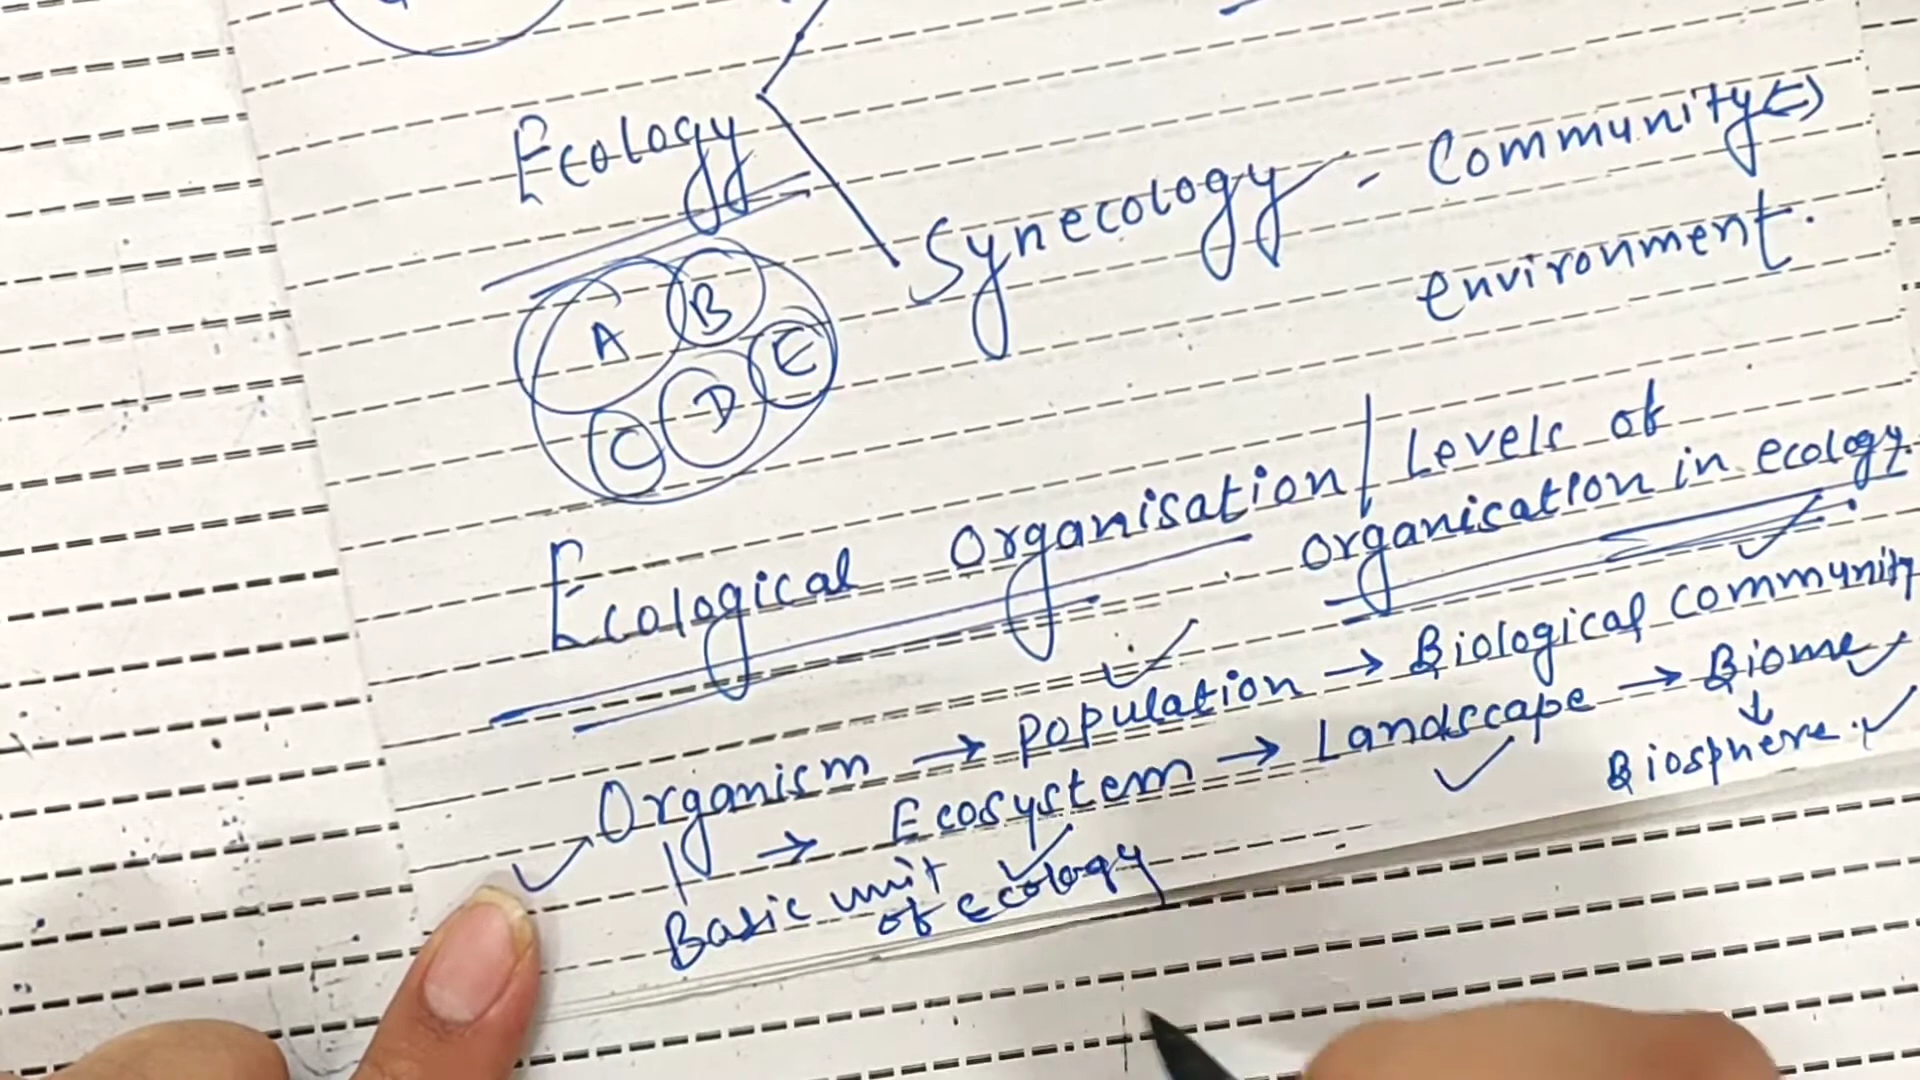 Ecology
Synecology - Community (↔)
environment.
A B
C D E
Ecological Organisation / Levels of
organisation in ecology.
Organism → Population → Biological community
→ Ecosystem → Landscape → Biome
↓
Biosphere.
Basic unit
of ecology